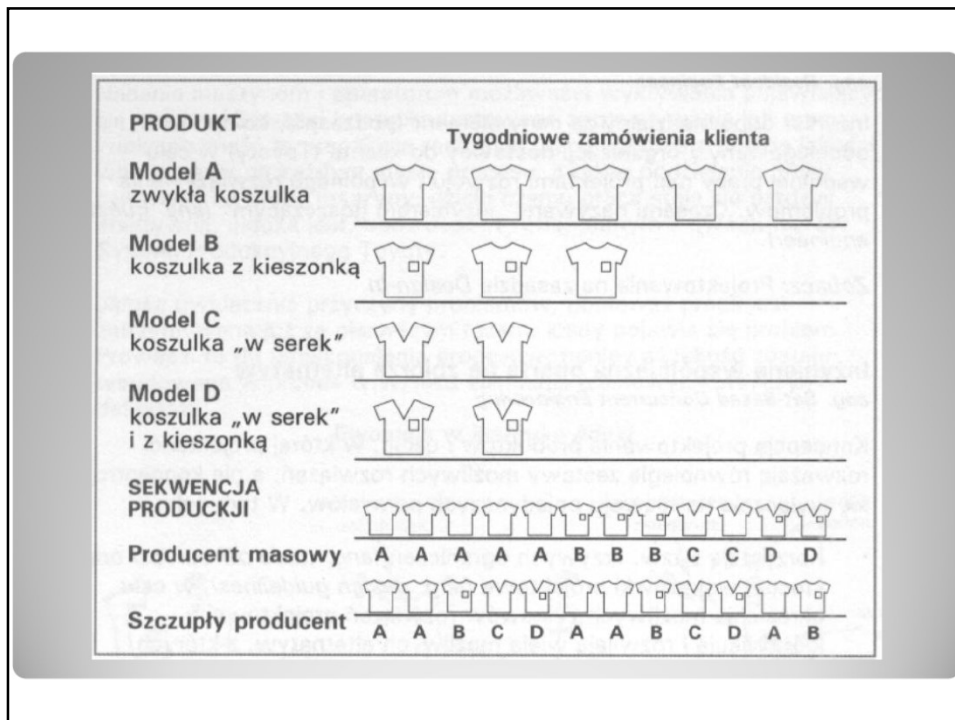 PRODUKT
Tygodniowe zamówienia klienta
Model A
zwykła koszulka
Model B
koszulka z kieszonką
Model C
koszulka „w serek”
Model D
koszulka „w serek”
i z kieszonką
SEKWENCJA
PRODUCKJI
Producent masowy A A A A A B B B C C D D
Szczupły producent A A B C D A A B C D A B